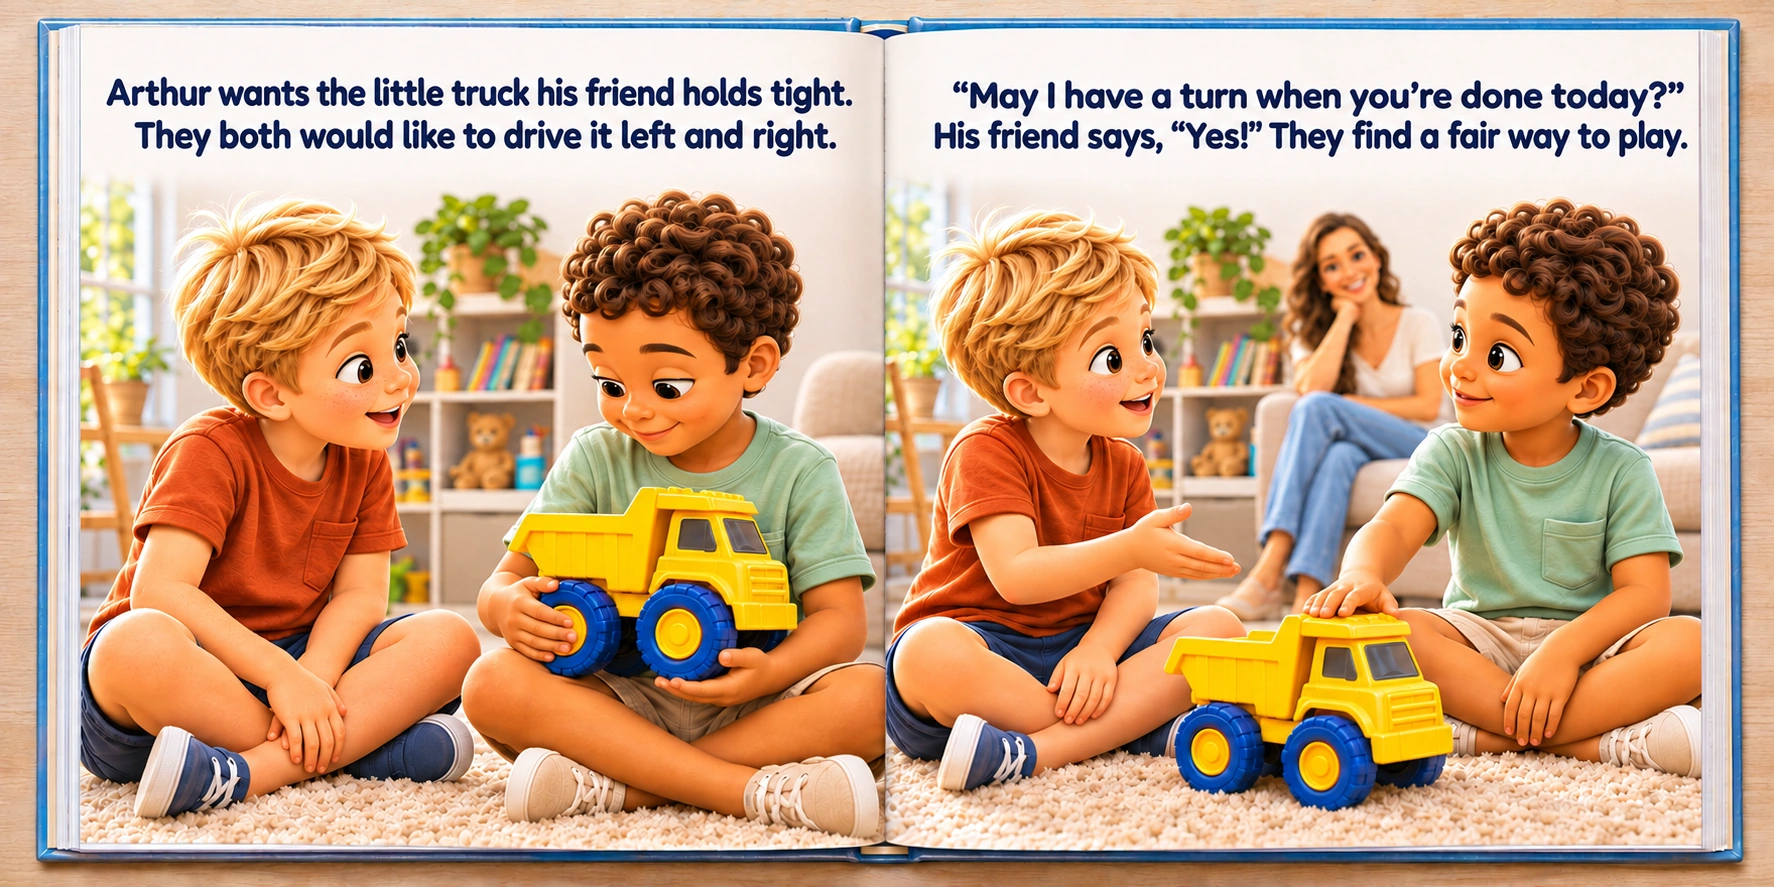 Arthur wants the little truck his friend holds tight.
They both would like to drive it left and right.
“May I have a turn when you’re done today?”
His friend says, “Yes!” They find a fair way to play.